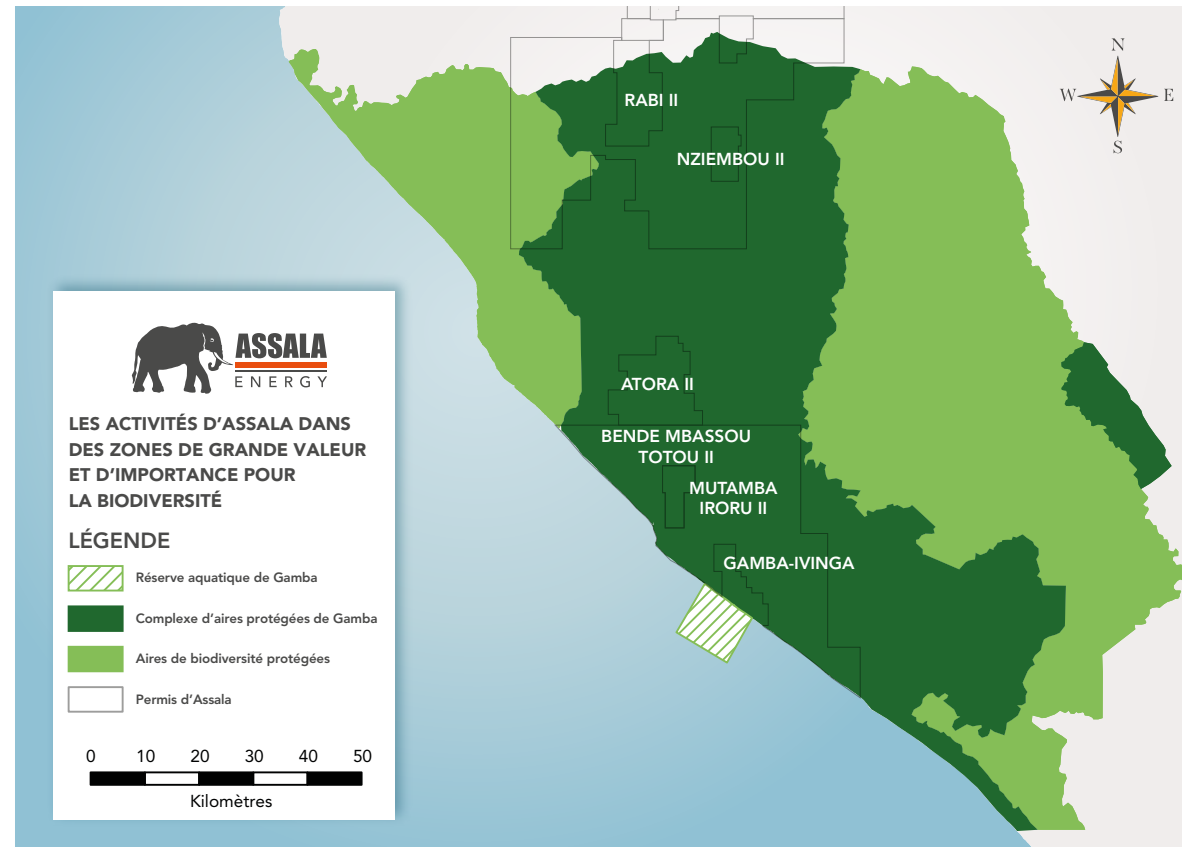 N
W
E
S
RABI II
NZIEMBOU II
ATORA II
BENDE MBASSOU
TOTOU II
MUTAMBA
IRORU II
GAMBA-IVINGA
ASSALA
ENERGY
LES ACTIVITÉS D’ASSALA DANS
DES ZONES DE GRANDE VALEUR
ET D’IMPORTANCE POUR
LA BIODIVERSITÉ
LÉGENDE
Réserve aquatique de Gamba
Complexe d’aires protégées de Gamba
Aires de biodiversité protégées
Permis d’Assala
0 10 20 30 40 50
Kilomètres